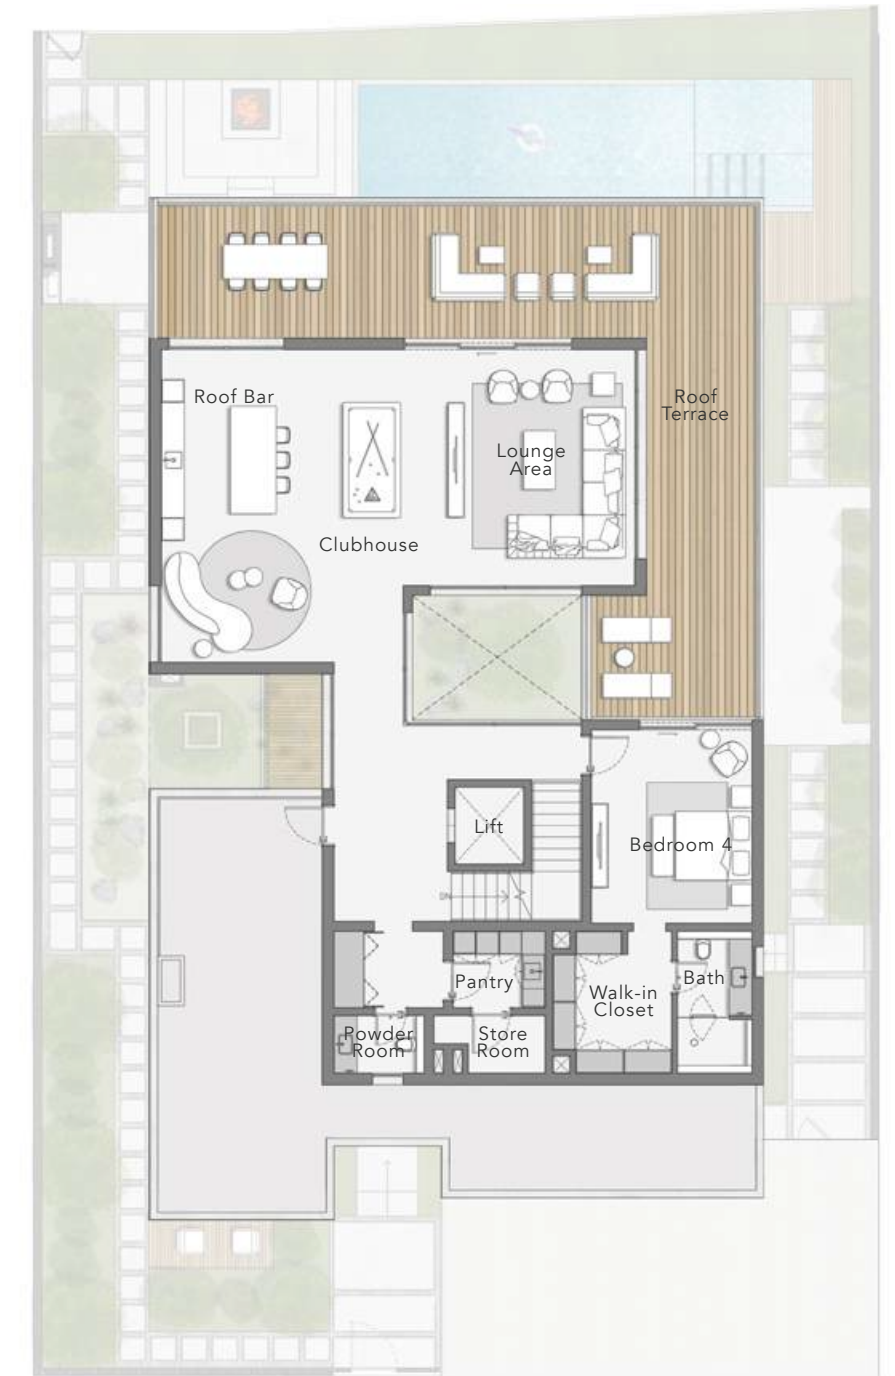 Roof Bar
Roof
Terrace
Lounge
Area
Clubhouse
Lift
Bedroom 4
Pantry
Bath
Walk-in
Closet
Powder
Room
Store
Room